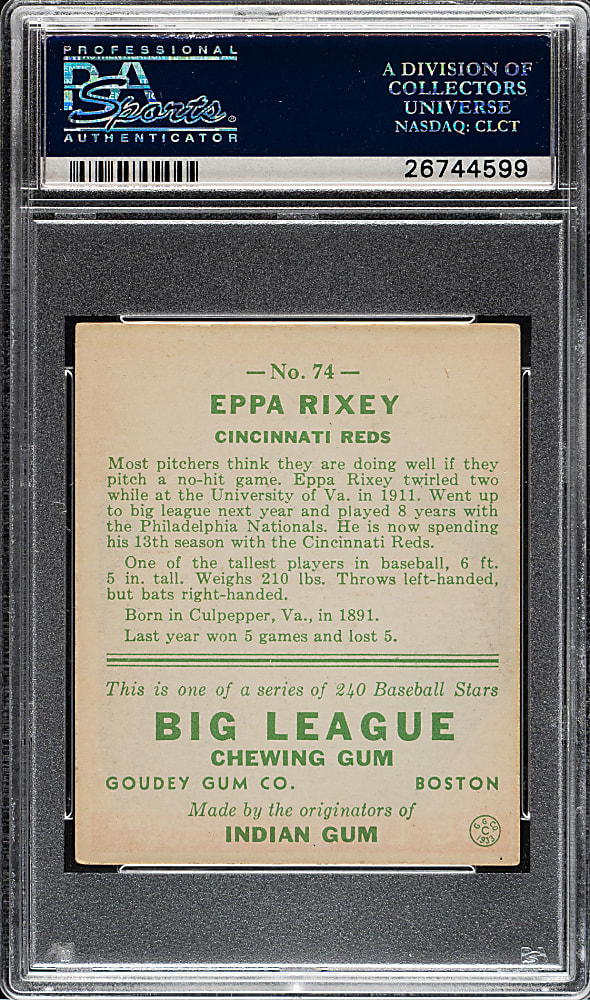 PROFESSIONAL
PSA
Sports®
AUTHENTICATOR
A DIVISION OF
COLLECTORS
UNIVERSE
NASDAQ: CLCT
26744599
— No. 74 —
EPPA RIXEY
CINCINNATI REDS
Most pitchers think they are doing well if they
pitch a no-hit game. Eppa Rixey twirled two
while at the University of Va. in 1911. Went up
to big league next year and played 8 years with
the Philadelphia Nationals. He is now spending
his 13th season with the Cincinnati Reds.
One of the tallest players in baseball, 6 ft.
5 in. tall. Weighs 210 lbs. Throws left-handed,
but bats right-handed.
Born in Culpepper, Va., in 1891.
Last year won 5 games and lost 5.
This is one of a series of 240 Baseball Stars
BIG LEAGUE
CHEWING GUM
GOUDEY GUM CO. BOSTON
Made by the originators of
INDIAN GUM
G. G. CO.
C
1933